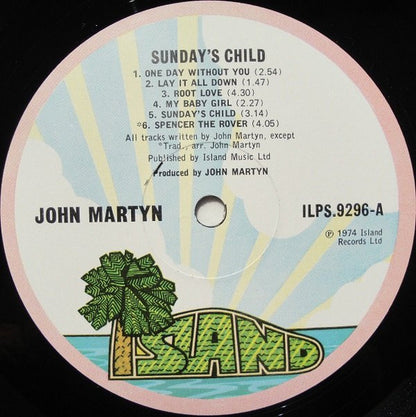 SUNDAY'S CHILD
1. ONE DAY WITHOUT YOU (2.54)
2. LAY IT ALL DOWN (1.47)
3. ROOT LOVE (4.30)
4. MY BABY GIRL (2.27)
5. SUNDAY'S CHILD (3.14)
*6. SPENCER THE ROVER (4.05)
All tracks written by John Martyn, except
*Trad., arr. John Martyn
Published by Island Music Ltd
Produced by JOHN MARTYN
JOHN MARTYN
ILPS.9296-A
℗ 1974 Island
Records Ltd
ISLAND